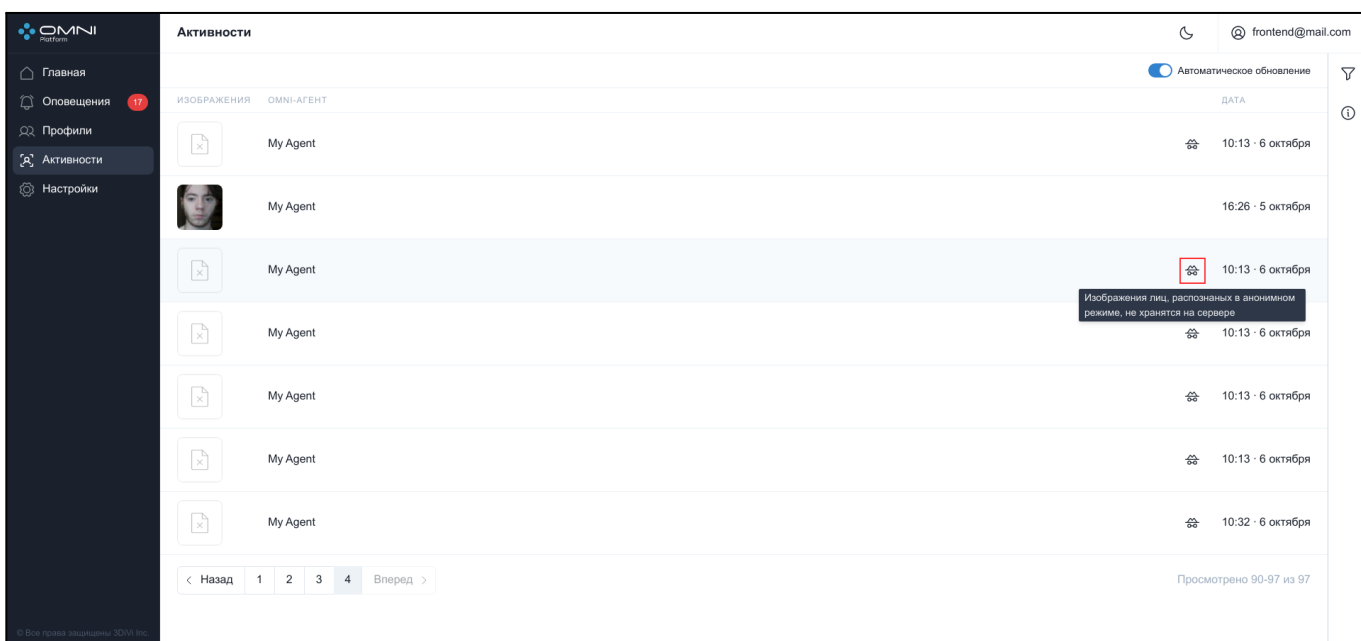 OMNI
Platform
Активности
frontend@mail.com
Главная
Оповещения 17
Профили
Активности
Настройки
Автоматическое обновление
ИЗОБРАЖЕНИЯ OMNI-АГЕНТ ДАТА
My Agent 10:13 · 6 октября
My Agent 16:26 · 5 октября
My Agent 10:13 · 6 октября
Изображения лиц, распознаных в анонимном
режиме, не хранятся на сервере
My Agent 10:13 · 6 октября
My Agent 10:13 · 6 октября
My Agent 10:13 · 6 октября
My Agent 10:32 · 6 октября
< Назад 1 2 3 4 Вперед >
Просмотрено 90-97 из 97
© Все права защищены 3DiVi Inc.